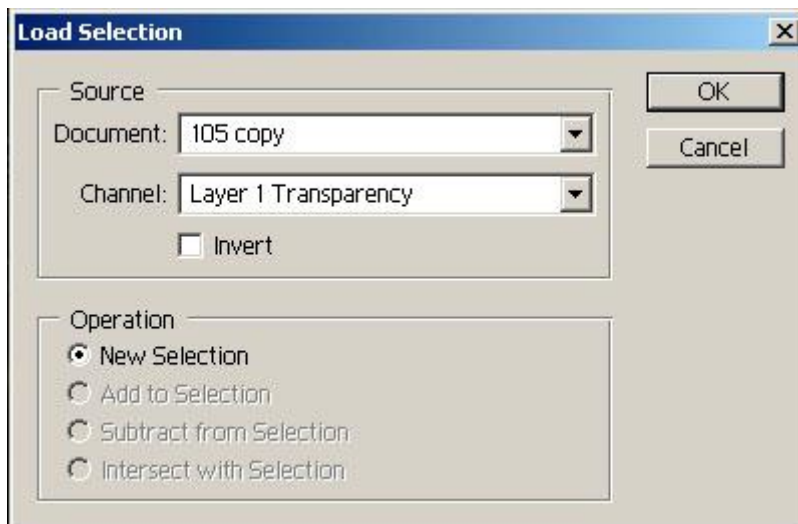 Load Selection
Source
OK
Document: 105 copy
Cancel
Channel: Layer 1 Transparency
Invert
Operation
New Selection
Add to Selection
Subtract from Selection
Intersect with Selection